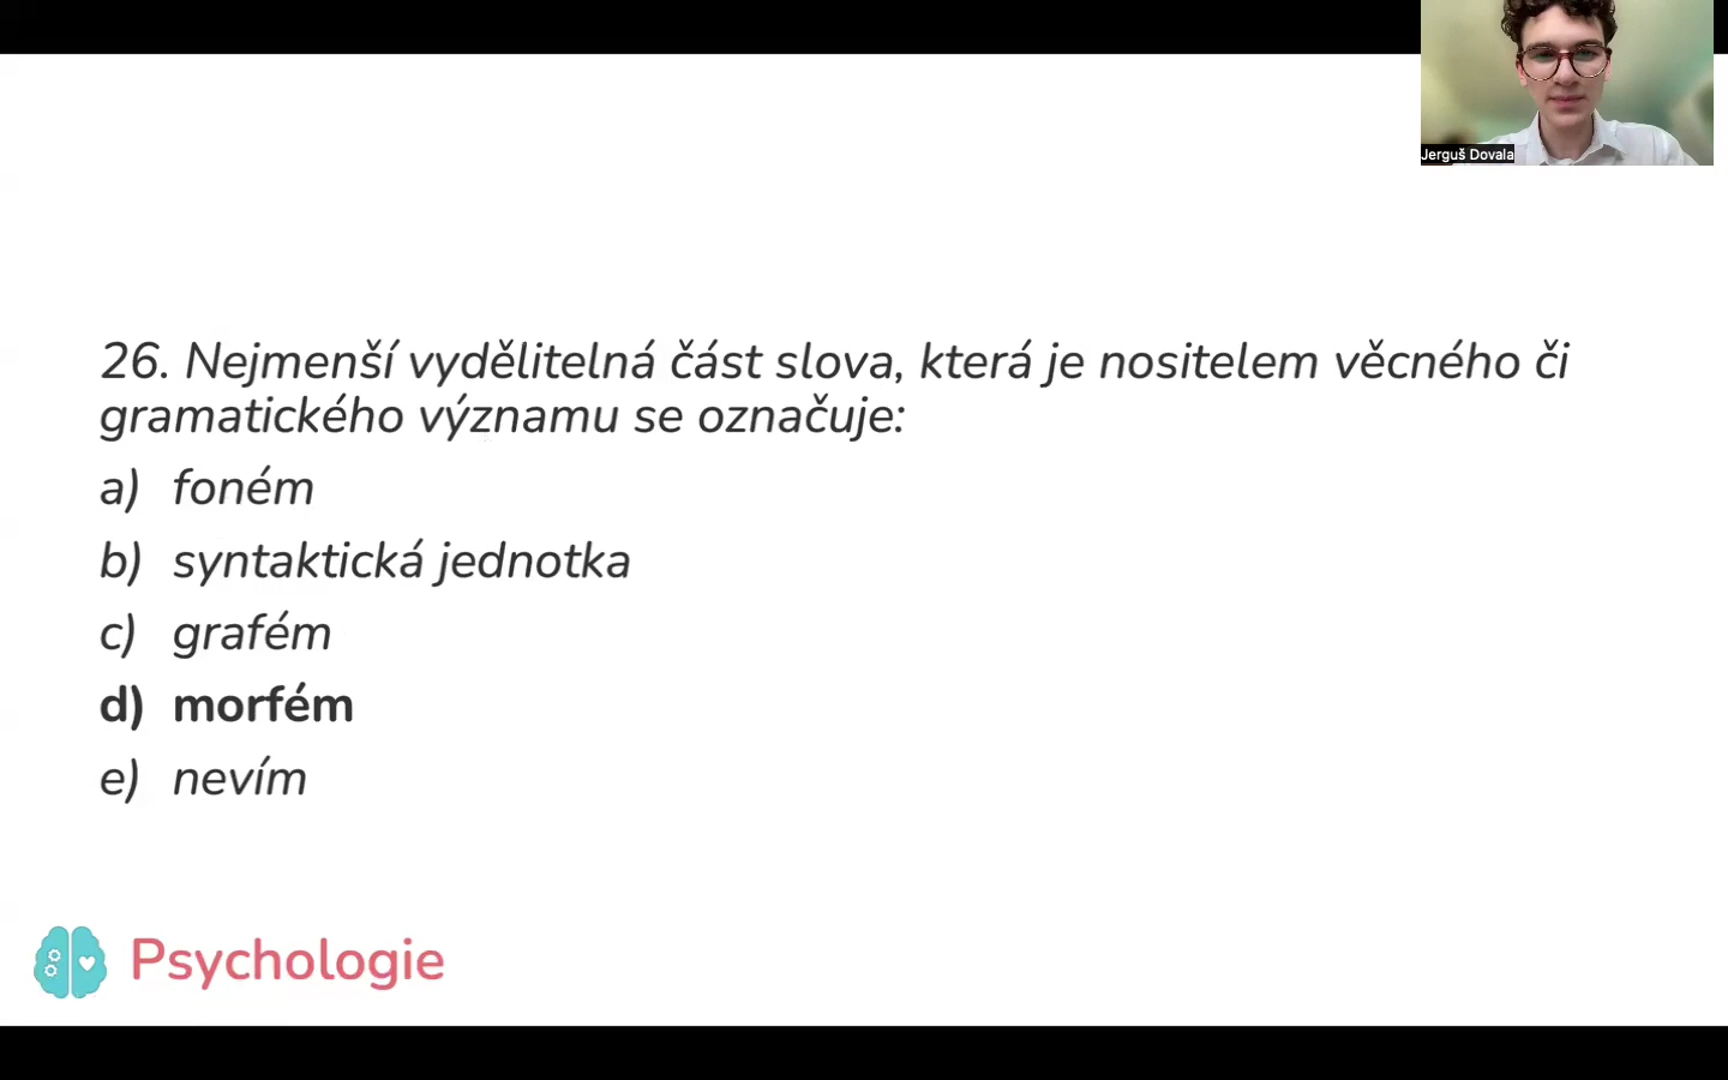 Jerguš Dovala
26. Nejmenší vydělitelná část slova, která je nositelem věcného či
gramatického významu se označuje:
a) foném
b) syntaktická jednotka
c) grafém
d) morfém
e) nevím
Psychologie